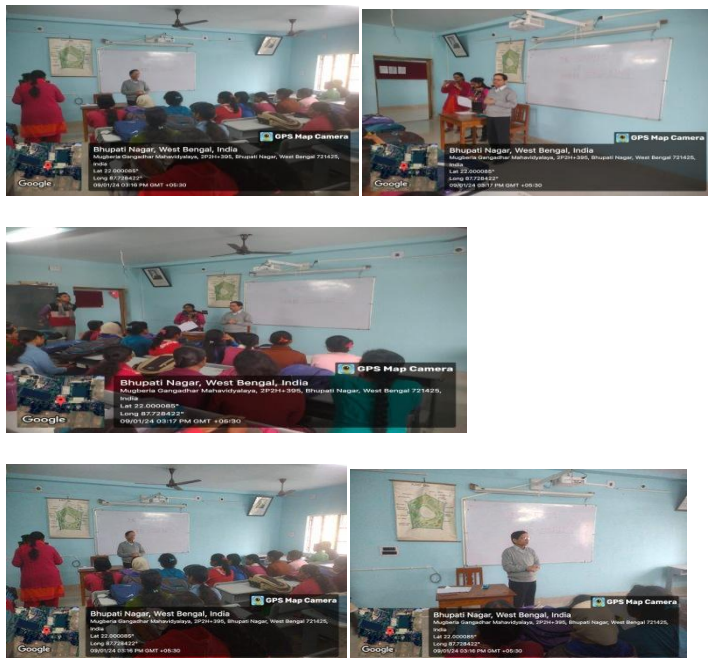 GPS Map Camera
Bhupati Nagar, West Bengal, India
Mugberia Gangadhar Mahavidyalaya, 2P2H+395, Bhupati Nagar, West Bengal 721425,
India
Lat 22.000085°
Long 87.728422°
09/01/24 03:16 PM GMT +05:30
Google
GPS Map Camera
Bhupati Nagar, West Bengal, India
Mugberia Gangadhar Mahavidyalaya, 2P2H+395, Bhupati Nagar, West Bengal 721425,
India
Lat 22.000085°
Long 87.728422°
09/01/24 03:17 PM GMT +05:30
Google
GPS Map Camera
Bhupati Nagar, West Bengal, India
Mugberia Gangadhar Mahavidyalaya, 2P2H+395, Bhupati Nagar, West Bengal 721425,
India
Lat 22.000085°
Long 87.728422°
09/01/24 03:17 PM GMT +05:30
Google
GPS Map Camera
Bhupati Nagar, West Bengal, India
Mugberia Gangadhar Mahavidyalaya, 2P2H+395, Bhupati Nagar, West Bengal 721425,
India
Lat 22.000085°
Long 87.728422°
09/01/24 03:16 PM GMT +05:30
Google
GPS Map Camera
Bhupati Nagar, West Bengal, India
Mugberia Gangadhar Mahavidyalaya, 2P2H+395, Bhupati Nagar, West Bengal 721425,
India
Lat 22.000085°
Long 87.728422°
09/01/24 03:16 PM GMT +05:30
Google